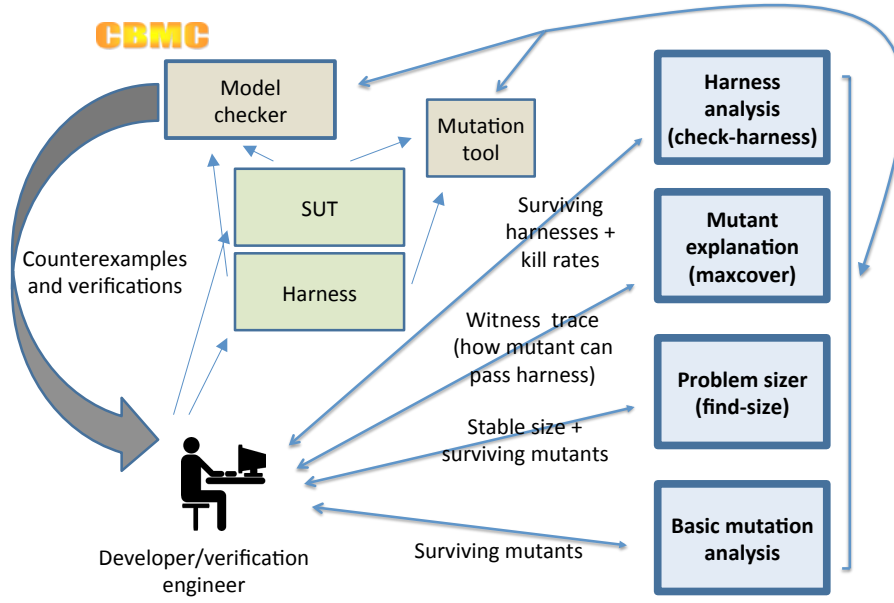 CBMC
Model
checker
Mutation
tool
SUT
Harness
Counterexamples
and verifications
Developer/verification
engineer
Surviving
harnesses +
kill rates
Witness trace
(how mutant can
pass harness)
Stable size +
surviving mutants
Surviving mutants
Harness
analysis
(check-harness)
Mutant
explanation
(maxcover)
Problem sizer
(find-size)
Basic mutation
analysis